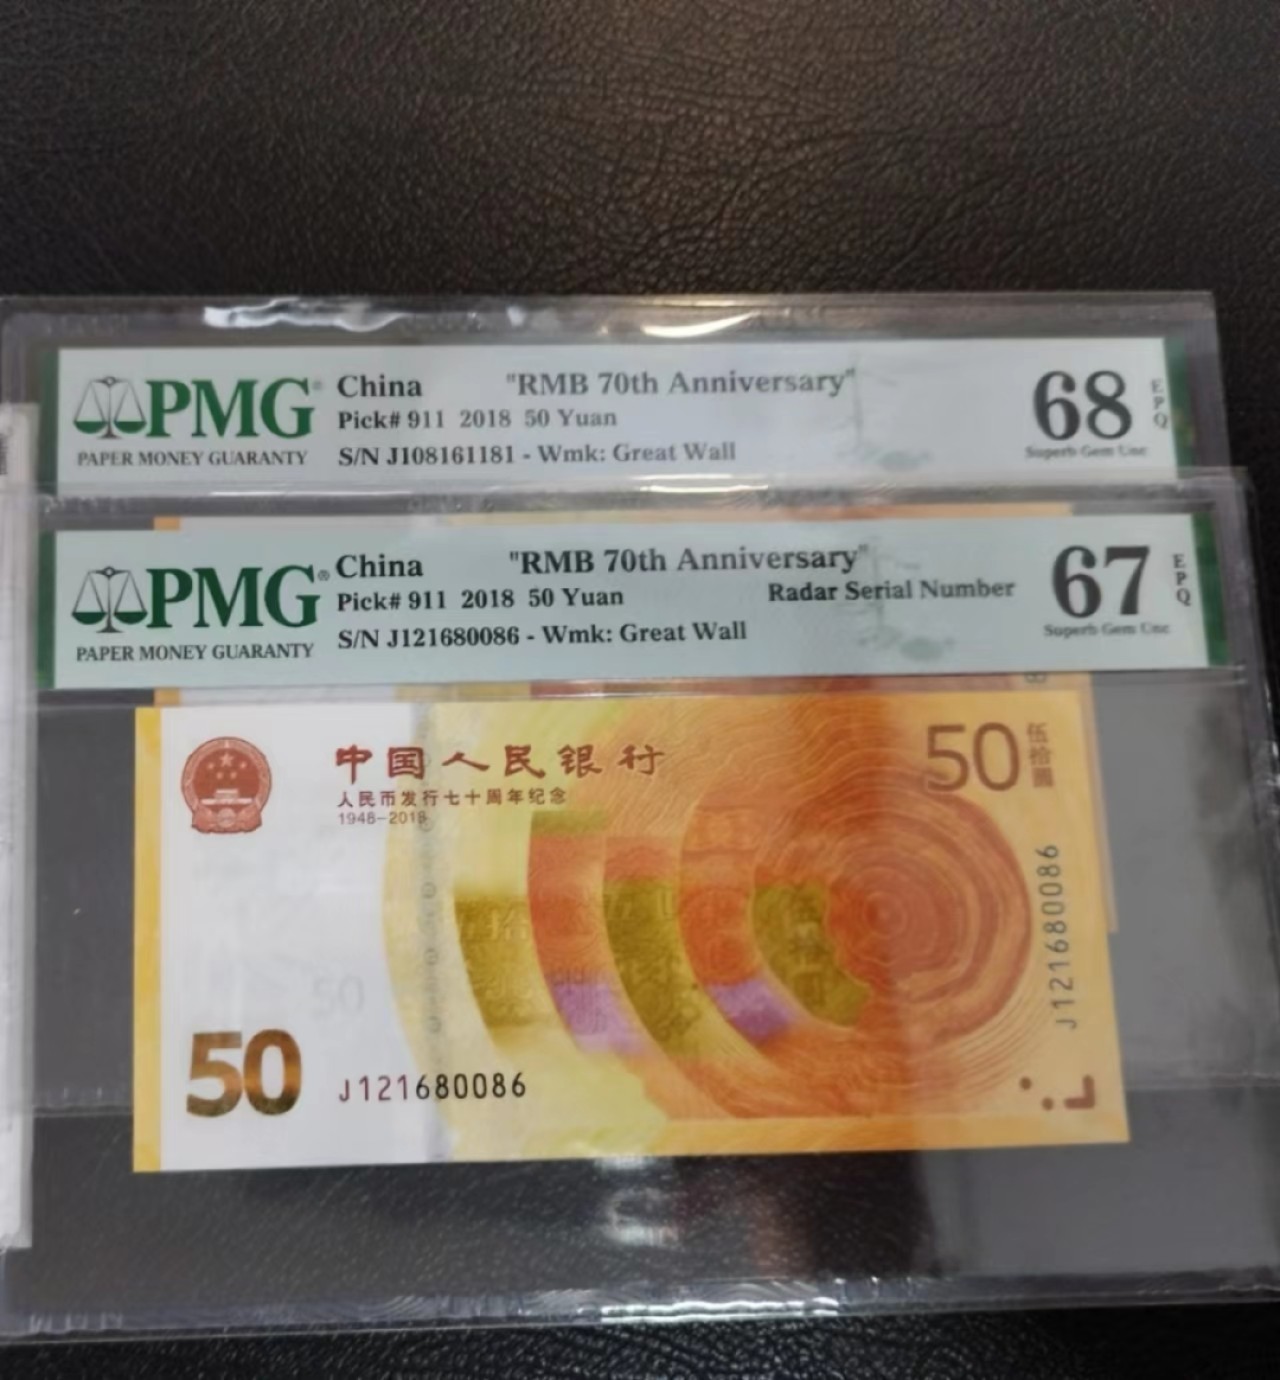 PMG® China "RMB 70th Anniversary" 68 EPQ
Pick# 911 2018 50 Yuan
PAPER MONEY GUARANTY S/N J108161181 - Wmk: Great Wall Superb Gem Unc
PMG® China "RMB 70th Anniversary" 67 EPQ
Pick# 911 2018 50 Yuan Radar Serial Number
PAPER MONEY GUARANTY S/N J121680086 - Wmk: Great Wall Superb Gem Unc
中国人民银行 50 伍拾圆
人民币发行七十周年纪念
1948-2018
J121680086
50
50 J121680086